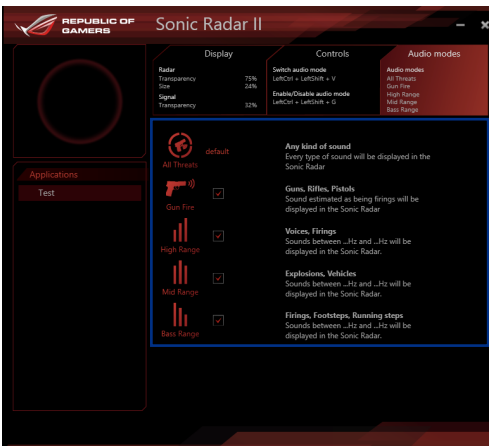 REPUBLIC OF
GAMERS
Sonic Radar II
Display
Radar
Transparency 75%
Size 24%
Signal
Transparency 32%
Controls
Switch audio mode
LeftCtrl + LeftShift + V
Enable/Disable audio mode
LeftCtrl + LeftShift + G
Audio modes
Audio modes
All Threats
Gun Fire
High Range
Mid Range
Bass Range
Applications
Test
All Threats
default
Any kind of sound
Every type of sound will be displayed in the
Sonic Radar
Gun Fire
Guns, Rifles, Pistols
Sound estimated as being firings will be
displayed in the Sonic Radar
High Range
Voices, Firings
Sounds between ...Hz and ...Hz will be
displayed in the Sonic Radar.
Mid Range
Explosions, Vehicles
Sounds between ...Hz and ...Hz will be
displayed in the Sonic Radar.
Bass Range
Firings, Footsteps, Running steps
Sounds between ...Hz and ...Hz will be
displayed in the Sonic Radar.